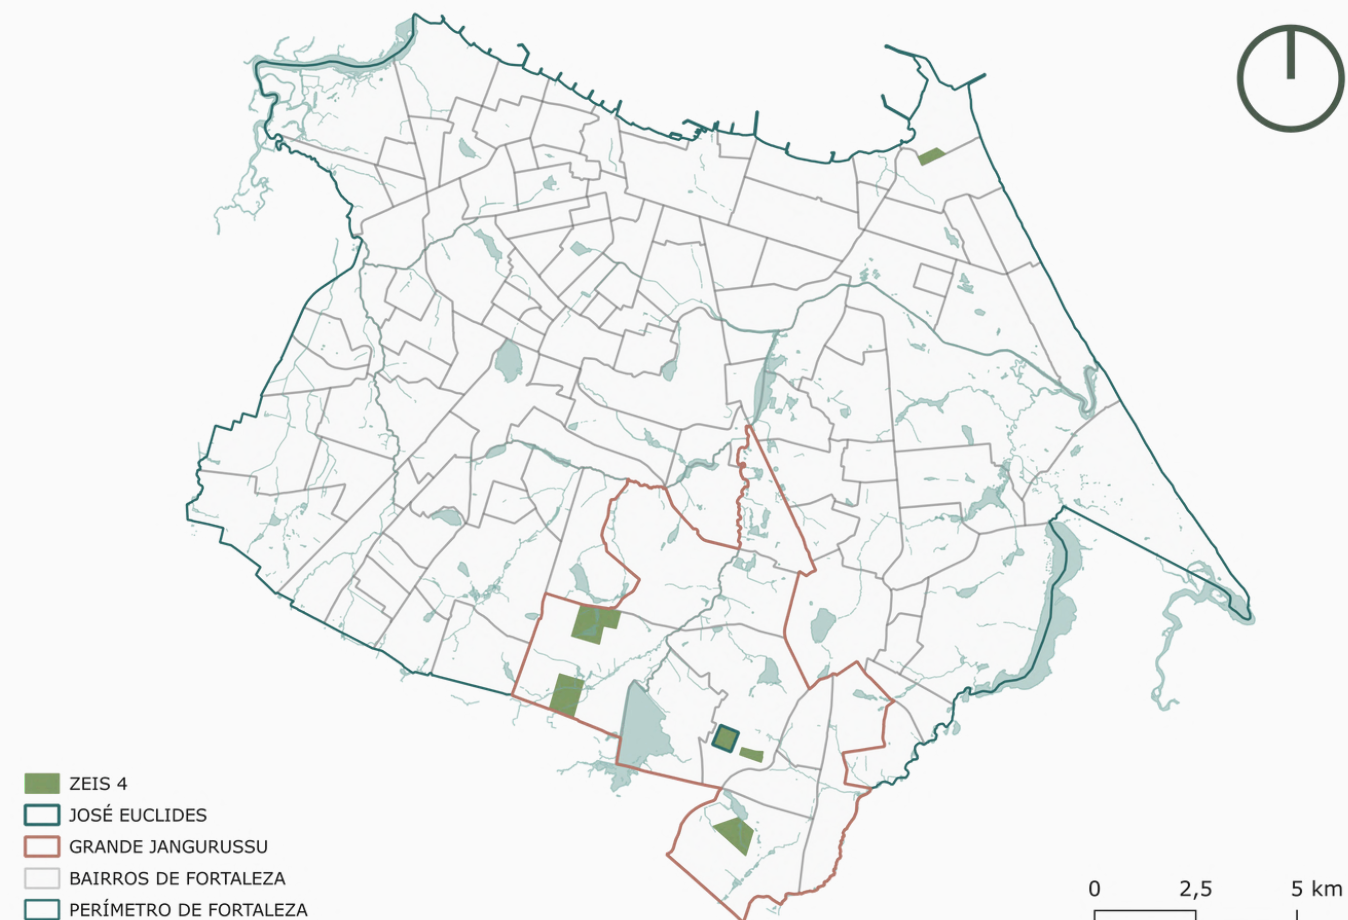 ZEIS 4
JOSÉ EUCLIDES
GRANDE JANGURUSSU
BAIRROS DE FORTALEZA
PERÍMETRO DE FORTALEZA
0 2,5 5 km